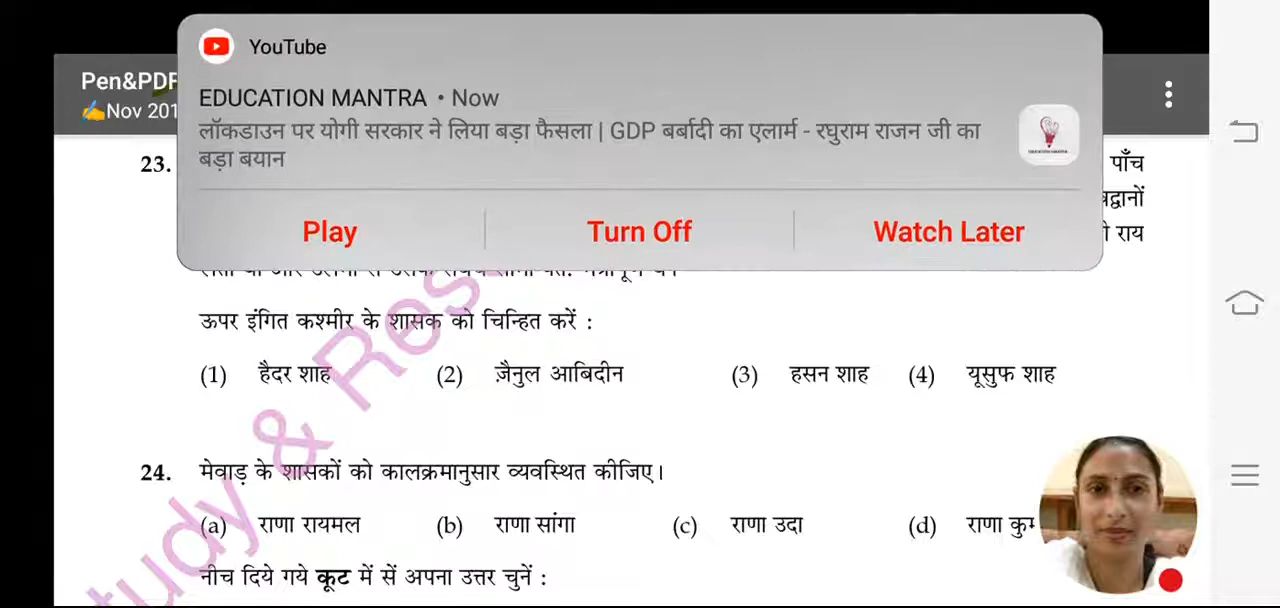 YouTube
EDUCATION MANTRA • Now
लॉकडाउन पर योगी सरकार ने लिया बड़ा फैसला | GDP बर्बादी का एलार्म - रघुराम राजन जी का
बड़ा बयान
Play Turn Off Watch Later
Pen&PDF
✍Nov 201
23. पाँच
राय
ऊपर इंगित कश्मीर के शासक को चिन्हित करें :
(1) हैदर शाह (2) ज़ैनुल आबिदीन (3) हसन शाह (4) यूसुफ शाह
24. मेवाड़ के शासकों को कालक्रमानुसार व्यवस्थित कीजिए।
(a) राणा रायमल (b) राणा सांगा (c) राणा उदा (d) राणा
नीच दिये गये कूट में सें अपना उत्तर चुनें :
tudy & Res